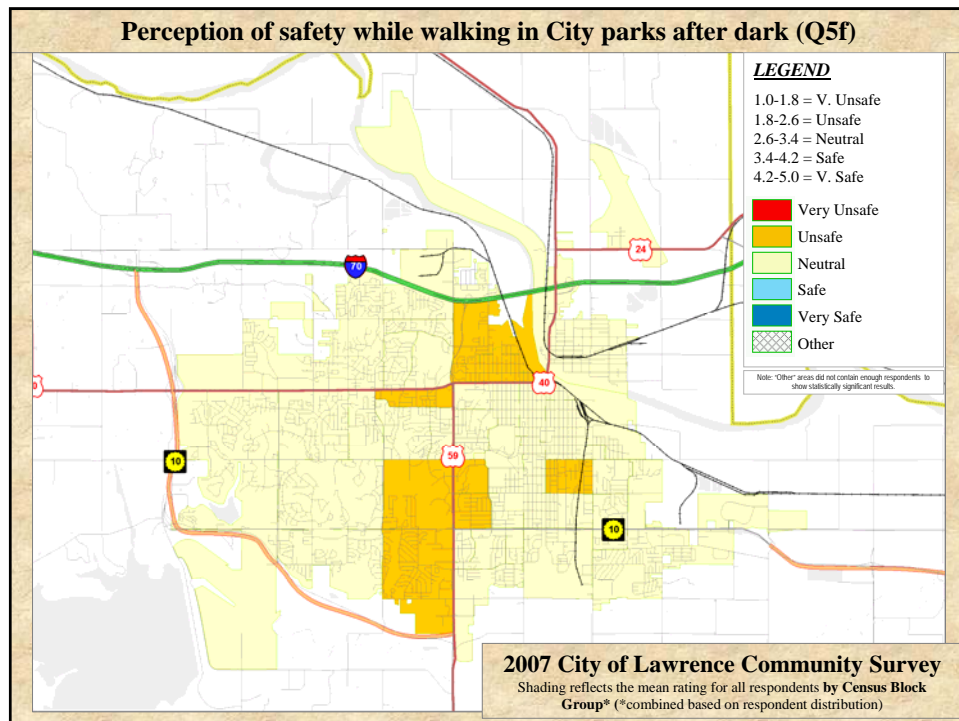 Perception of safety while walking in City parks after dark (Q5f)
LEGEND
1.0-1.8 = V. Unsafe
1.8-2.6 = Unsafe
2.6-3.4 = Neutral
3.4-4.2 = Safe
4.2-5.0 = V. Safe
Very Unsafe
Unsafe
Neutral
Safe
Very Safe
Other
Note: "Other" areas did not contain enough respondents to
show statistically significant results.
24
70
40
0
59
10
10
2007 City of Lawrence Community Survey
Shading reflects the mean rating for all respondents by Census Block
Group* (*combined based on respondent distribution)